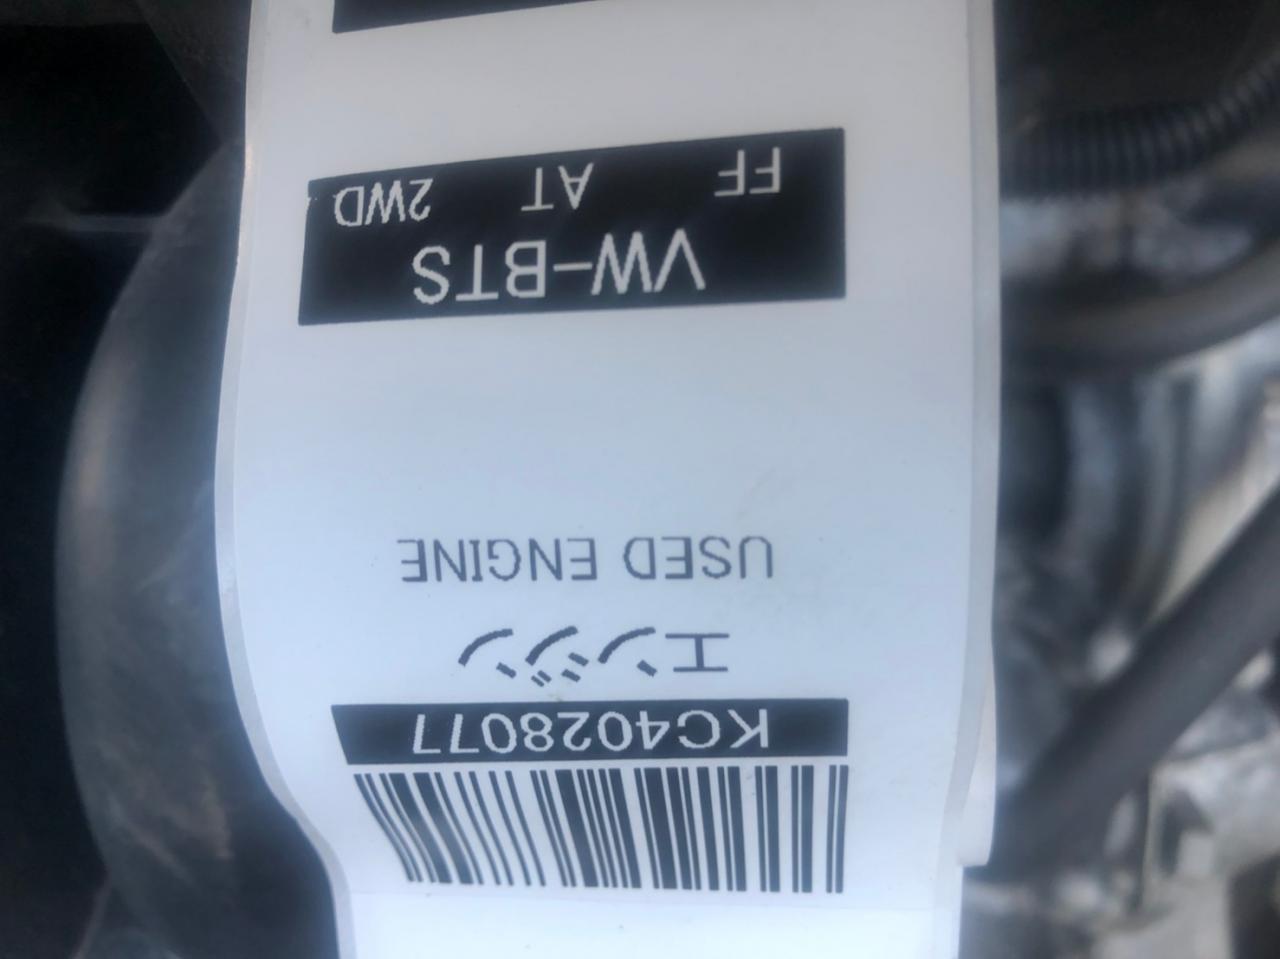 KC4028077
エンジン
USED ENGINE
VW-BTS
FF AT 2WD